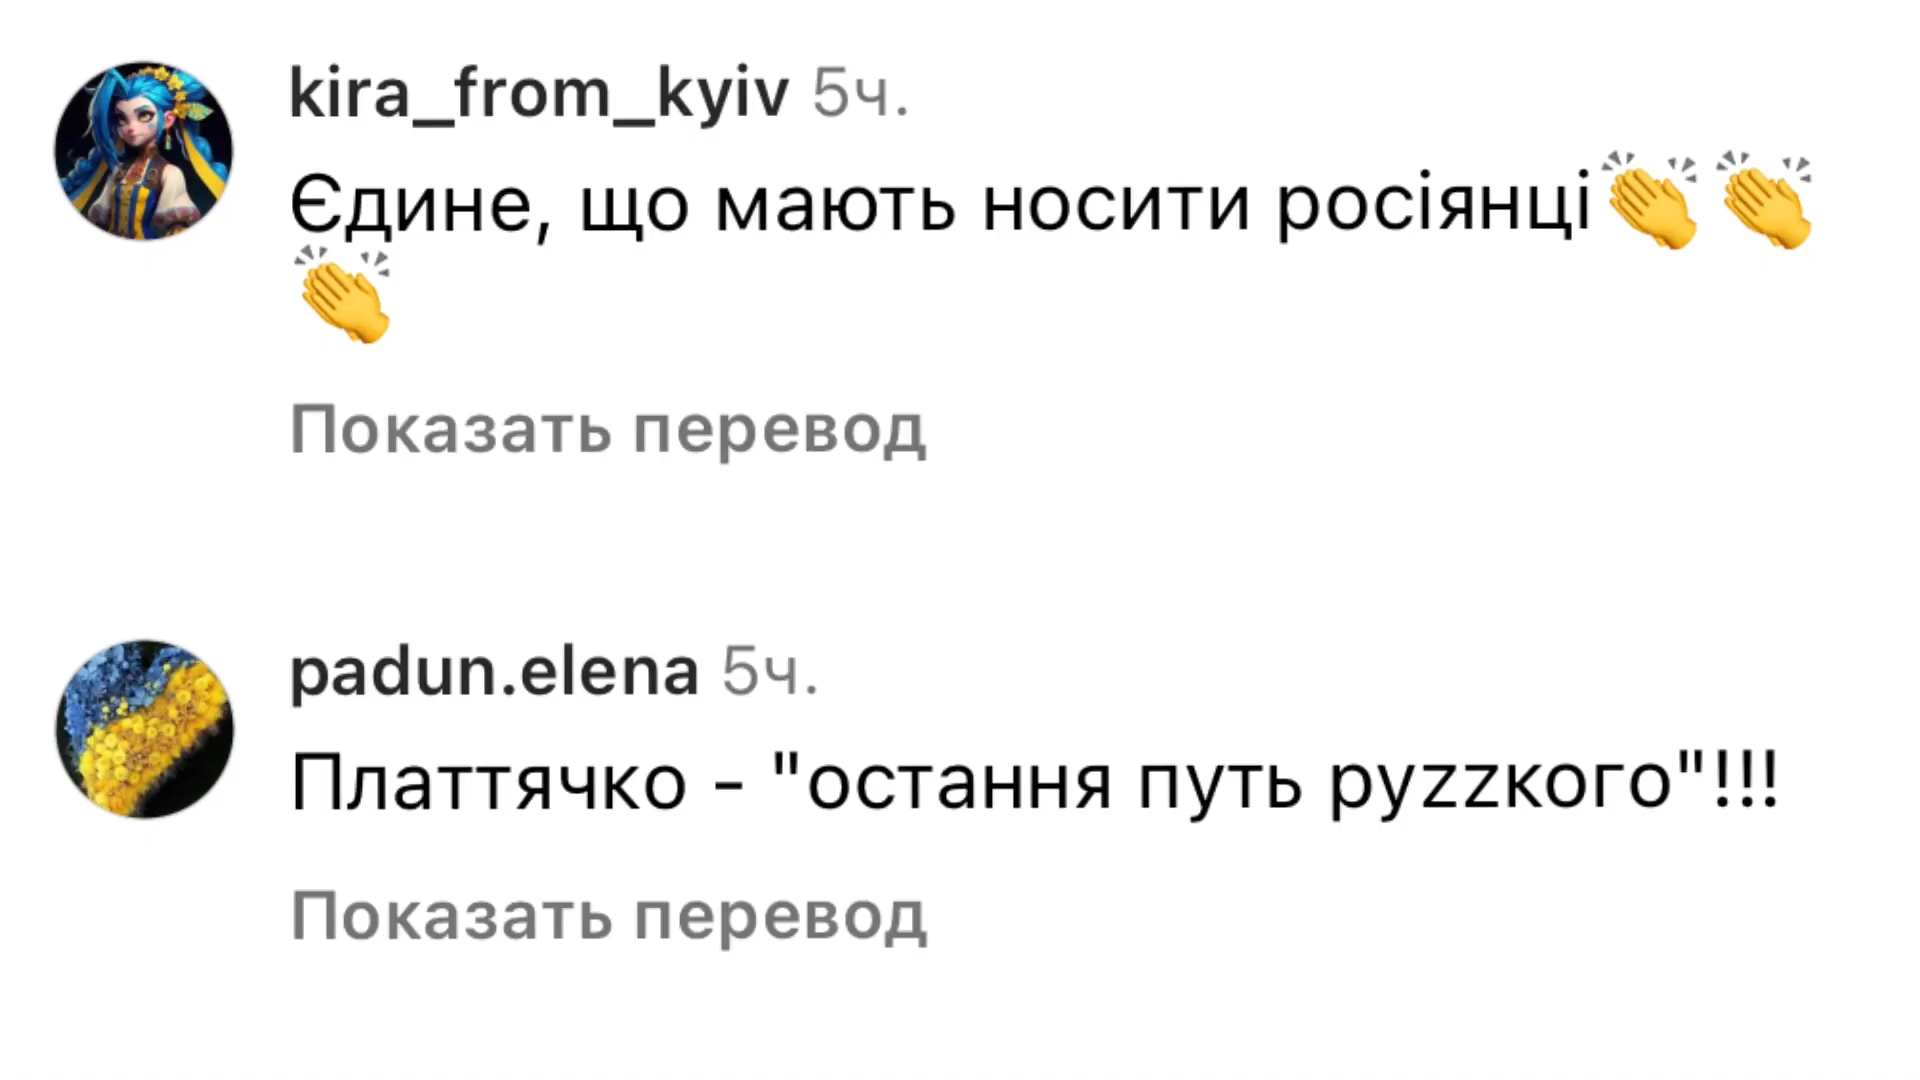 kira_from_kyiv 5ч.
Єдине, що мають носити росіянці👏👏
👏
Показать перевод
padun.elena 5ч.
Платтячко - "остання путь руzzкого"!!!
Показать перевод